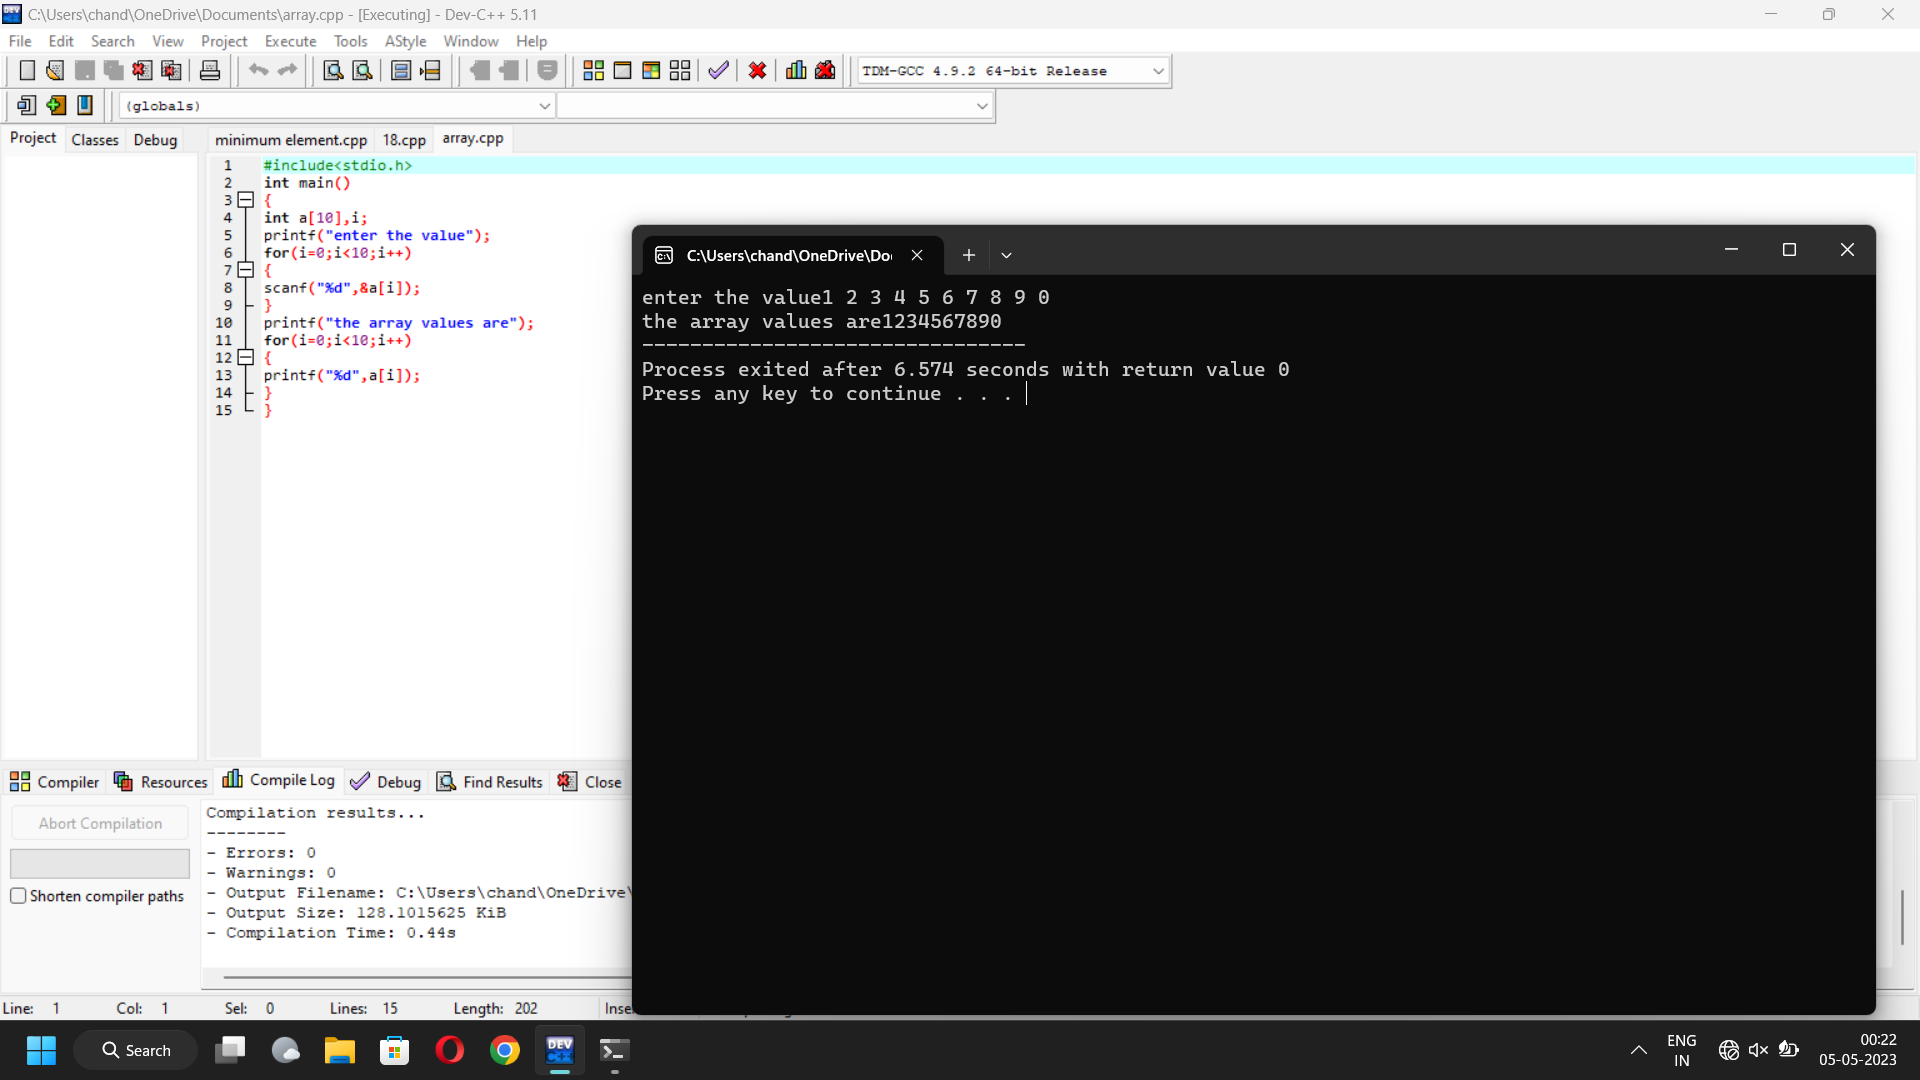 C:\Users\chand\OneDrive\Documents\array.cpp - [Executing] - Dev-C++ 5.11
File Edit Search View Project Execute Tools AStyle Window Help
TDM-GCC 4.9.2 64-bit Release
(globals)
Project Classes Debug
minimum element.cpp 18.cpp array.cpp
1 #include<stdio.h>
2 int main()
3 {
4 int a[10],i;
5 printf("enter the value");
6 for(i=0;i<10;i++)
7 {
8 scanf("%d",&a[i]);
9 }
10 printf("the array values are");
11 for(i=0;i<10;i++)
12 {
13 printf("%d",a[i]);
14 }
15 }
C:\Users\chand\OneDrive\Do
enter the value1 2 3 4 5 6 7 8 9 0
the array values are1234567890
--------------------------------
Process exited after 6.574 seconds with return value 0
Press any key to continue . . .
Compiler Resources Compile Log Debug Find Results Close
Abort Compilation
Shorten compiler paths
Compilation results...
--------
- Errors: 0
- Warnings: 0
- Output Filename: C:\Users\chand\OneDrive\
- Output Size: 128.1015625 KiB
- Compilation Time: 0.44s
Line: 1 Col: 1 Sel: 0 Lines: 15 Length: 202 Inse
Search
DEV C++
ENG
IN
00:22
05-05-2023